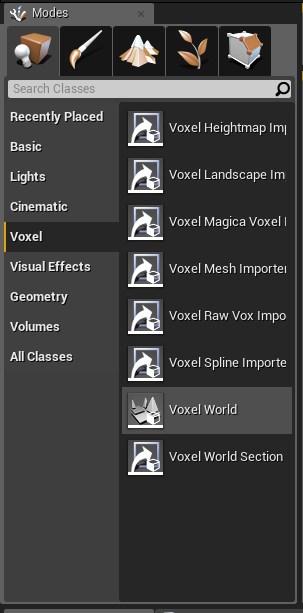 Modes
Search Classes
Recently Placed
Basic
Lights
Cinematic
Voxel
Visual Effects
Geometry
Volumes
All Classes
Voxel Heightmap Imp
Voxel Landscape Im
Voxel Magica Voxel I
Voxel Mesh Importer
Voxel Raw Vox Impo
Voxel Spline Importe
Voxel World
Voxel World Section